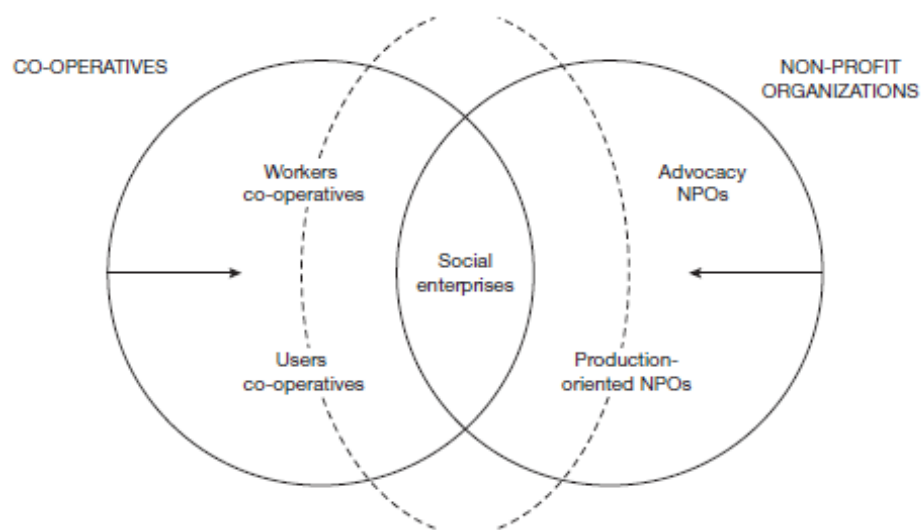 CO-OPERATIVES
NON-PROFIT
ORGANIZATIONS
Workers
co-operatives
Advocacy
NPOs
Social
enterprises
Users
co-operatives
Production-
oriented NPOs